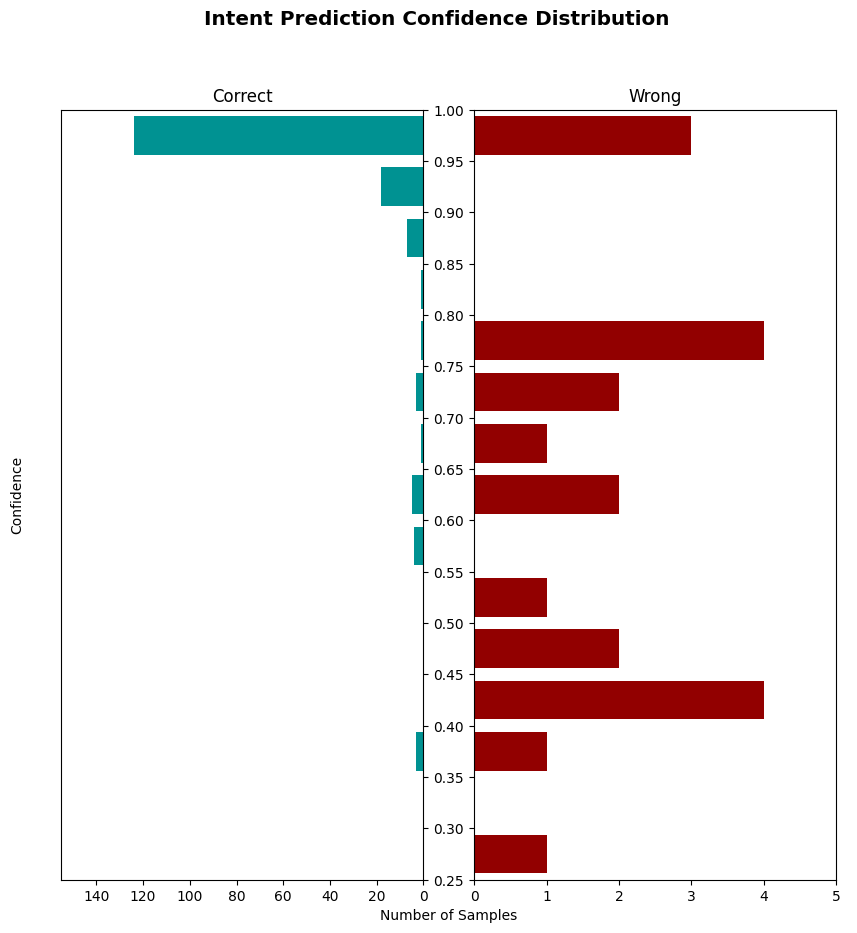 Intent Prediction Confidence Distribution
Correct
Wrong
1.00
0.95
0.90
0.85
0.80
0.75
0.70
0.65
0.60
0.55
0.50
0.45
0.40
0.35
0.30
0.25
Confidence
140 120 100 80 60 40 20 0
0 1 2 3 4 5
Number of Samples